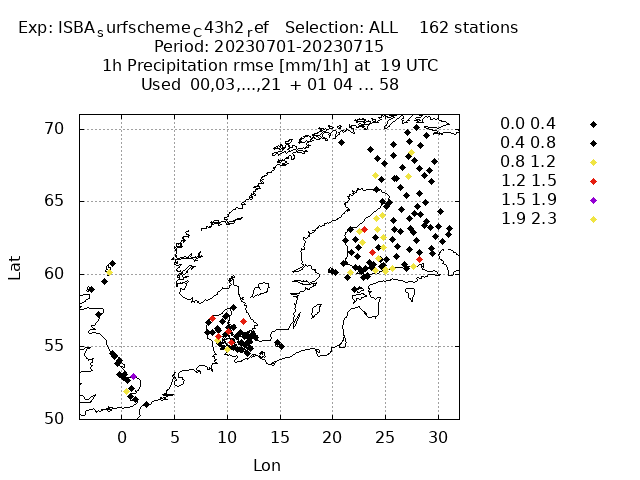 Exp: ISBAsurfschemeC43h2ref Selection: ALL 162 stations
Period: 20230701-20230715
1h Precipitation rmse [mm/1h] at 19 UTC
Used 00,03,...,21 + 01 04 ... 58
70
65
60
55
50
Lat
0 5 10 15 20 25 30
Lon
0.0 0.4
0.4 0.8
0.8 1.2
1.2 1.5
1.5 1.9
1.9 2.3